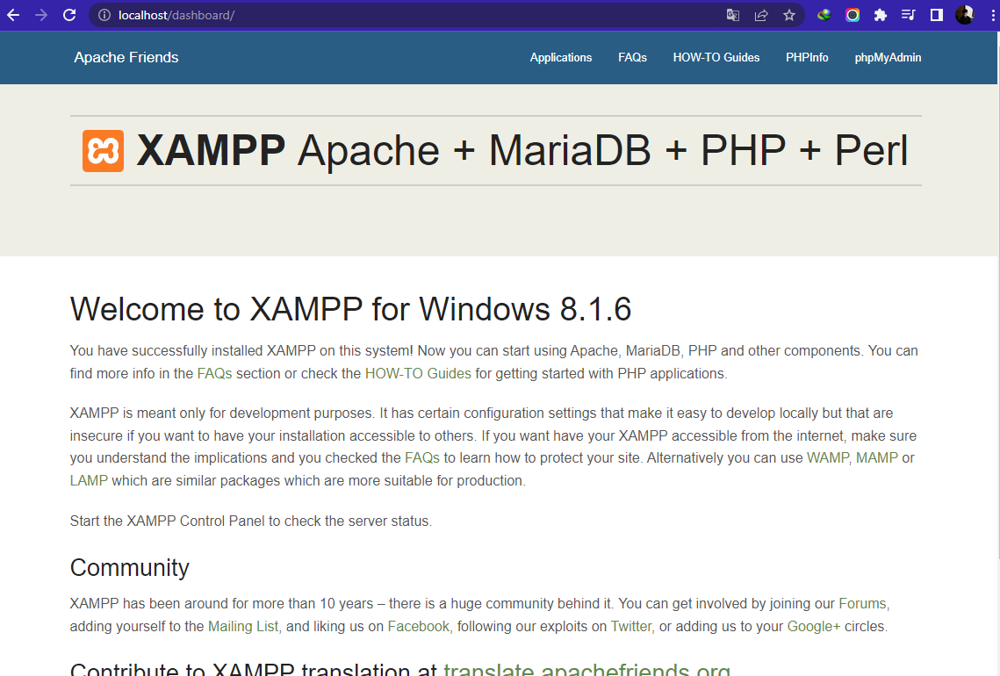 localhost/dashboard/
Apache Friends
Applications FAQs HOW-TO Guides PHPInfo phpMyAdmin
XAMPP Apache + MariaDB + PHP + Perl
Welcome to XAMPP for Windows 8.1.6
You have successfully installed XAMPP on this system! Now you can start using Apache, MariaDB, PHP and other components. You can
find more info in the FAQs section or check the HOW-TO Guides for getting started with PHP applications.
XAMPP is meant only for development purposes. It has certain configuration settings that make it easy to develop locally but that are
insecure if you want to have your installation accessible to others. If you want have your XAMPP accessible from the internet, make sure
you understand the implications and you checked the FAQs to learn how to protect your site. Alternatively you can use WAMP, MAMP or
LAMP which are similar packages which are more suitable for production.
Start the XAMPP Control Panel to check the server status.
Community
XAMPP has been around for more than 10 years – there is a huge community behind it. You can get involved by joining our Forums,
adding yourself to the Mailing List, and liking us on Facebook, following our exploits on Twitter, or adding us to your Google+ circles.
Contribute to XAMPP translation at translate.apachefriends.org